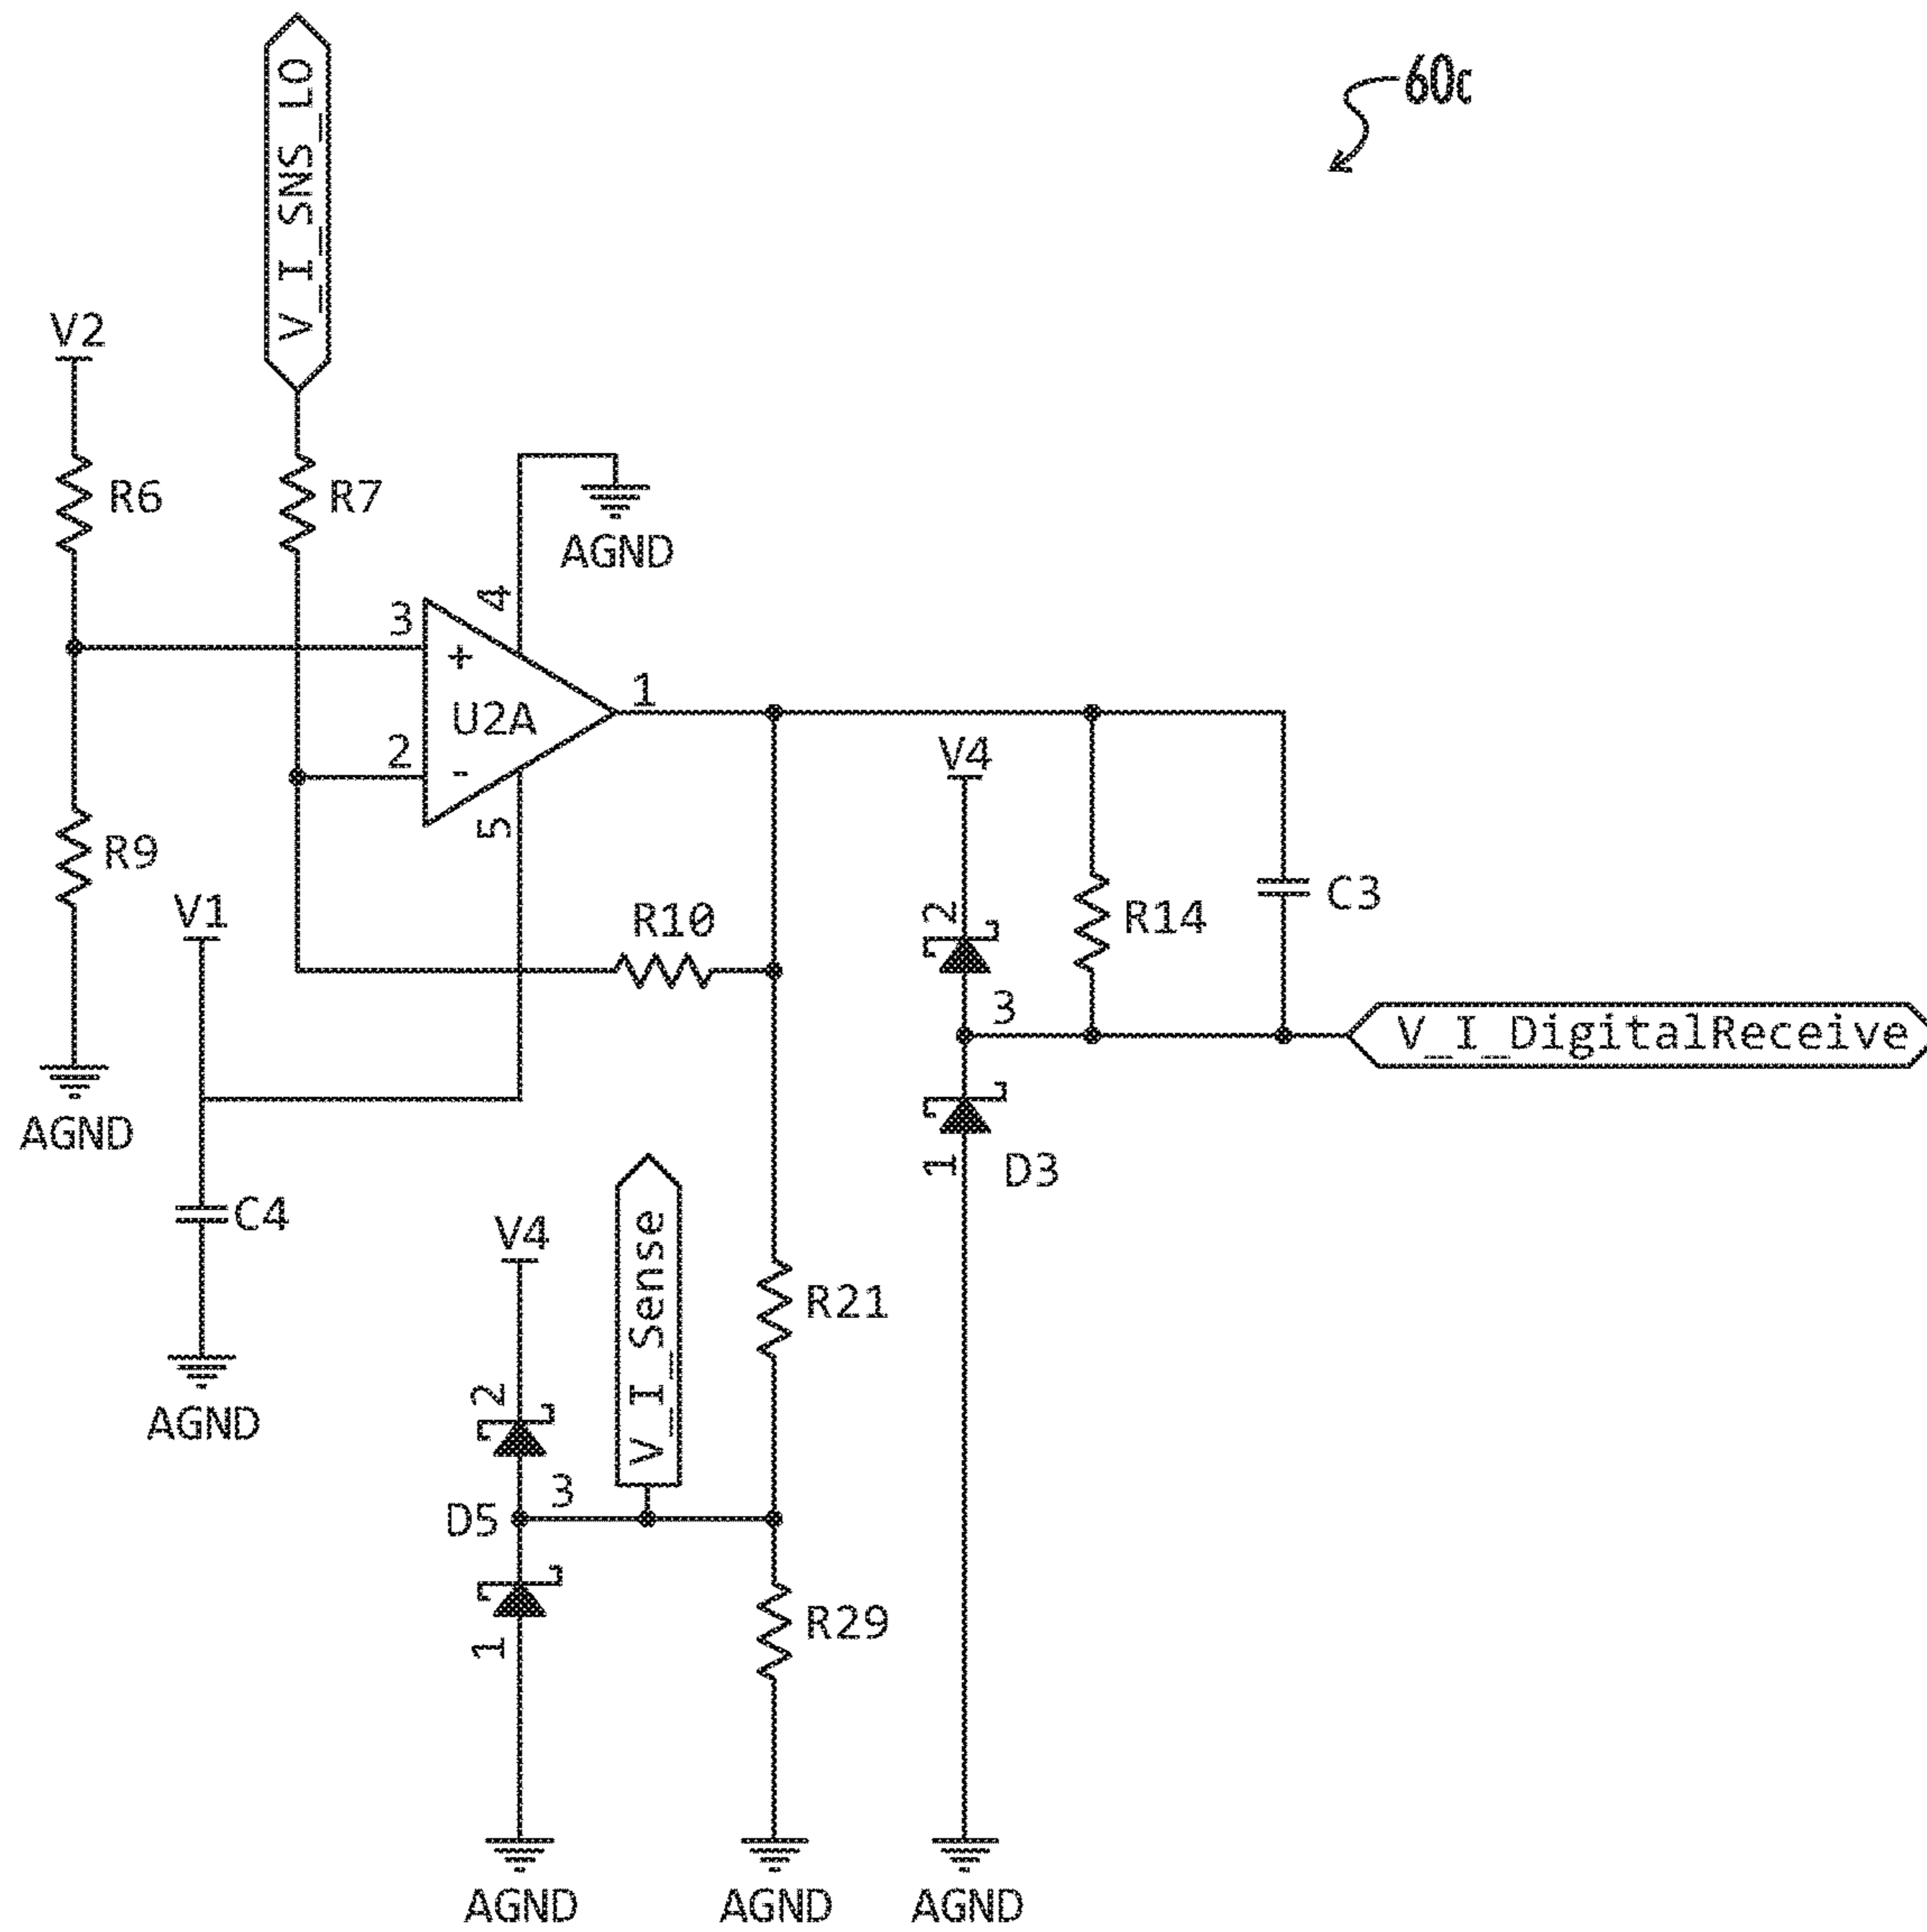 60c
V_I_SNS_LO
V2
R6
R7
AGND
4
3
+
1
U2A
2
-
5
V4
R9
V1
R10
2
R14
C3
3
V_I_DigitalReceive
AGND
1
D3
C4
V4
V_I_Sense
R21
AGND
2
3
D5
R29
1
AGND
AGND
AGND